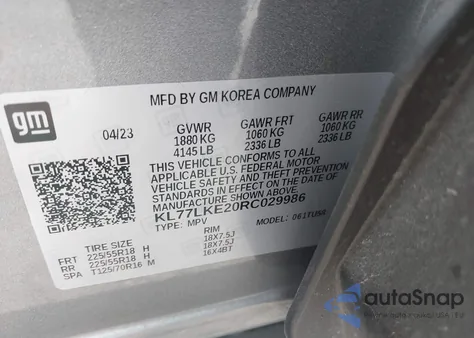 MFD BY GM KOREA COMPANY
gm
04/23 GVWR GAWR FRT GAWR RR
1880 KG 1060 KG 1060 KG
4145 LB 2336 LB 2336 LB
THIS VEHICLE CONFORMS TO ALL
APPLICABLE U.S. FEDERAL MOTOR
VEHICLE SAFETY AND THEFT PREVENTION
STANDARDS IN EFFECT ON THE DATE OF
MANUFACTURE SHOWN ABOVE.
KL77LKE20RC029986
TYPE: MPV MODEL: 061TU58
TIRE SIZE RIM
FRT 225/55R18 H 18X7.5J
RR 225/55R18 H 18X7.5J
SPA T125/70R16 M 16X4BT
autoSnap